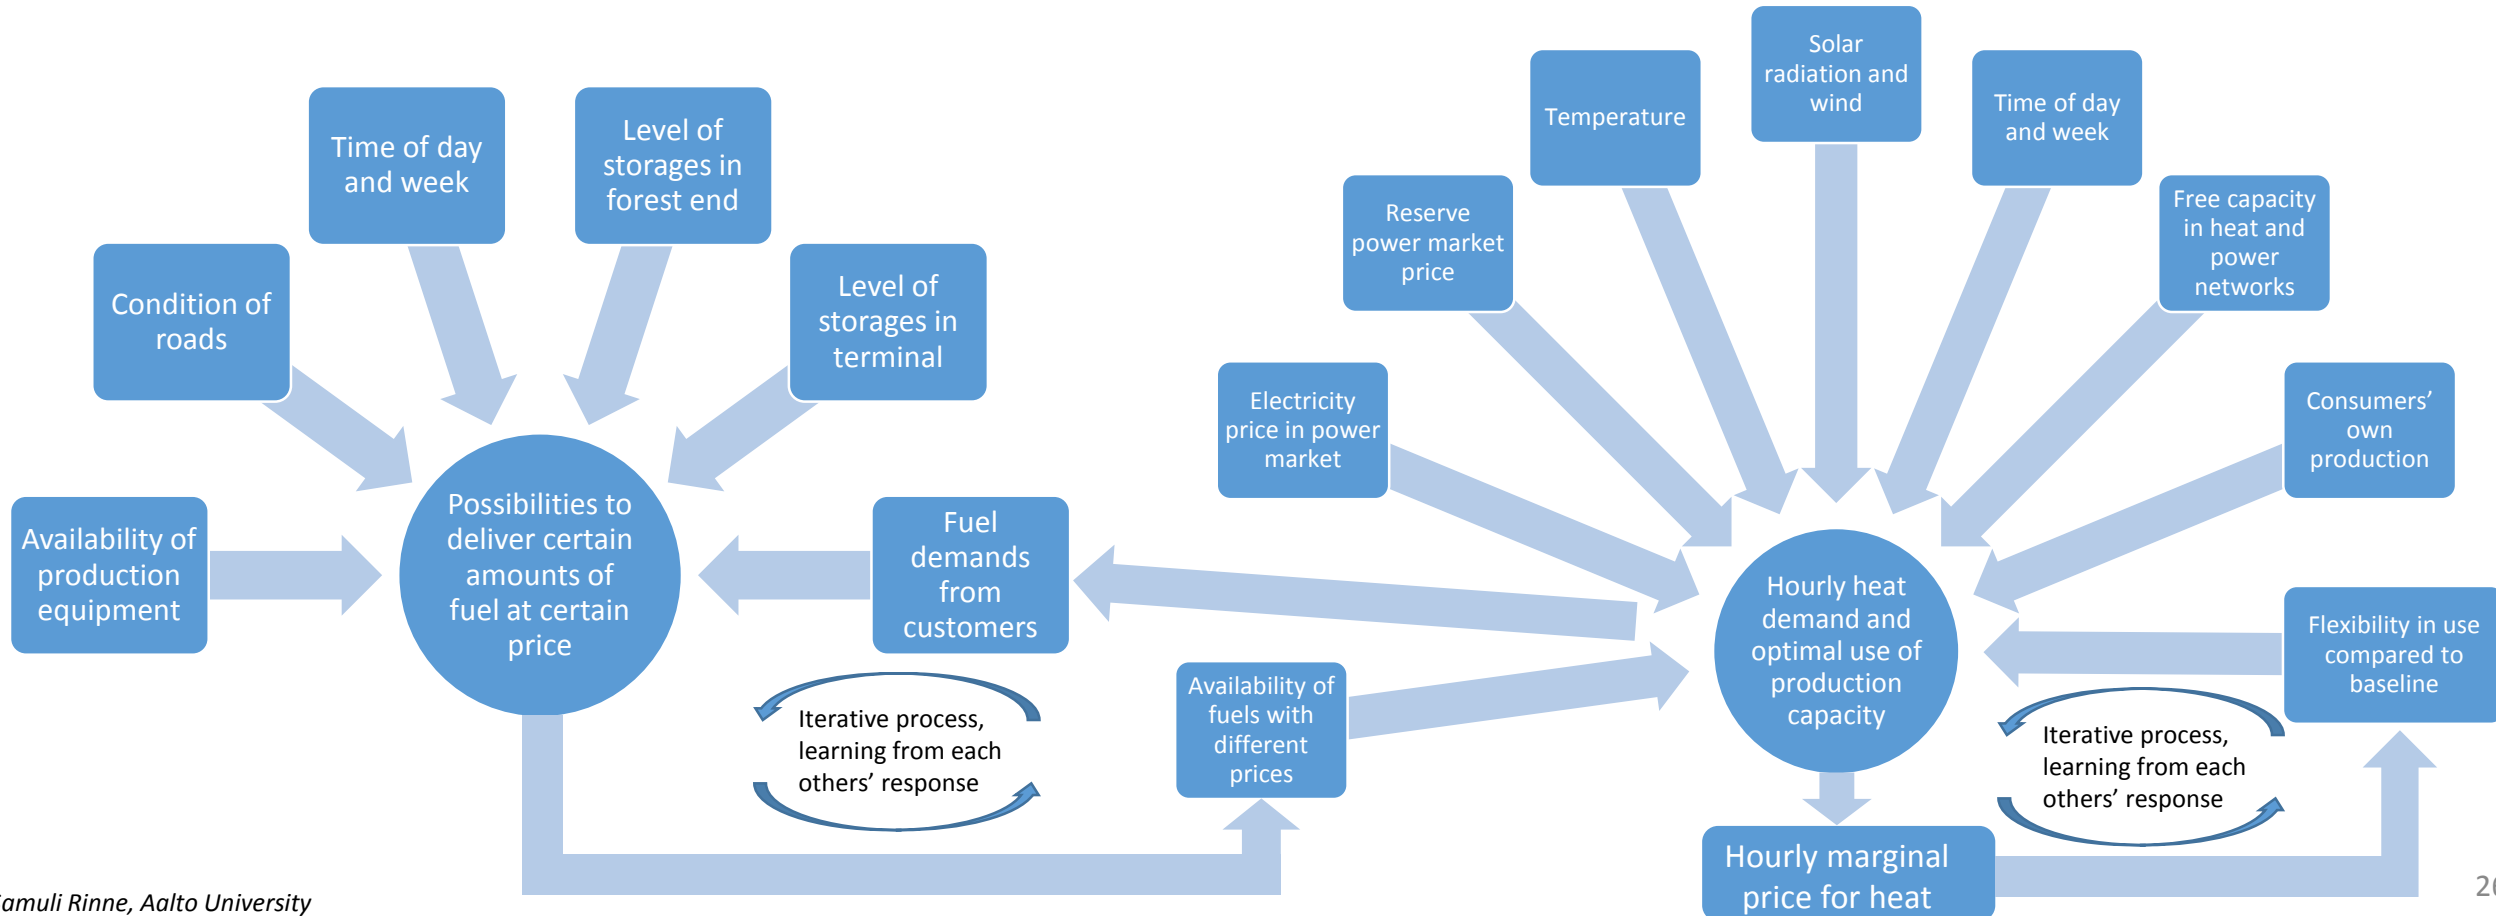 Time of day
and week
Level of
storages in
forest end
Condition of
roads
Level of
storages in
terminal
Availability of
production
equipment
Possibilities to
deliver certain
amounts of
fuel at certain
price
Fuel
demands
from
customers
Iterative process,
learning from each
others’ response
Availability of
fuels with
different
prices
Electricity
price in power
market
Reserve
power market
price
Temperature
Solar
radiation and
wind
Time of day
and week
Free capacity
in heat and
power
networks
Consumers’
own
production
Flexibility in use
compared to
baseline
Hourly heat
demand and
optimal use of
production
capacity
Iterative process,
learning from each
others’ response
Hourly marginal
price for heat
Samuli Rinne, Aalto University